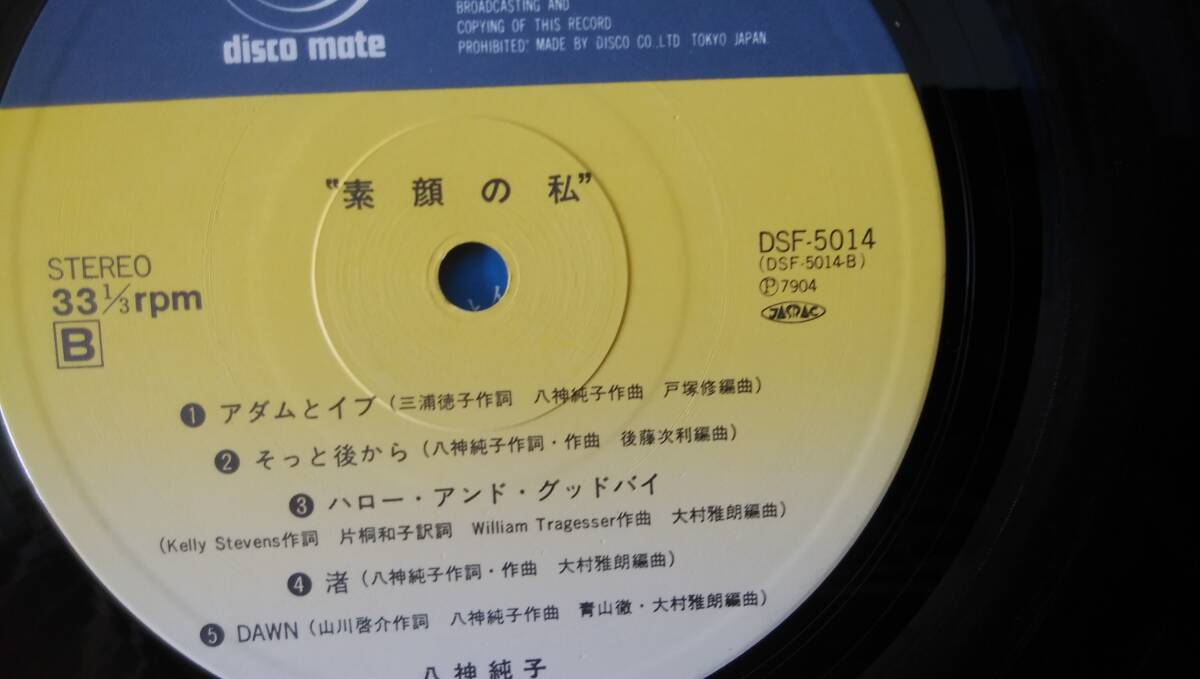 BROADCASTING AND
COPYING OF THIS RECORD
PROHIBITED. MADE BY DISCO CO.,LTD. TOKYO JAPAN.
disco mate
"素顔の私"
STEREO
33 1/3 rpm
B
DSF-5014
(DSF-5014-B)
Ⓟ7904
JASRAC
❶ アダムとイブ (三浦徳子作詞 八神純子作曲 戸塚修編曲)
❷ そっと後から (八神純子作詞・作曲 後藤次利編曲)
❸ ハロー・アンド・グッドバイ
(Kelly Stevens作詞 片桐和子訳詞 William Tragesser作曲 大村雅朗編曲)
❹ 渚 (八神純子作詞・作曲 大村雅朗編曲)
❺ DAWN (山川啓介作詞 八神純子作曲 青山徹・大村雅朗編曲)
八神純子